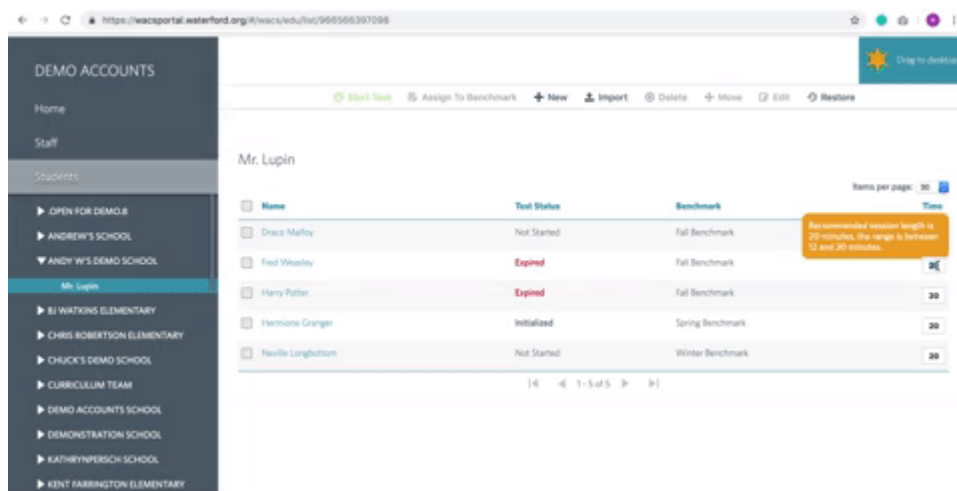 https://wacsportal.waterford.org/#/wacs/edu/list/966566397098
Drag to desktop
DEMO ACCOUNTS
Start Test Assign To Benchmark New Import Delete Move Edit Restore
Home
Staff
Students
OPEN FOR DEMO.8
ANDREW'S SCHOOL
ANDY W'S DEMO SCHOOL
Mr. Lupin
BJ WATKINS ELEMENTARY
CHRIS ROBERTSON ELEMENTARY
CHUCK'S DEMO SCHOOL
CURRICULUM TEAM
DEMO ACCOUNTS SCHOOL
DEMONSTRATION SCHOOL
KATHRYNPERSCH SCHOOL
KENT FARRINGTON ELEMENTARY
Mr. Lupin
Items per page: 30
Name Test Status Benchmark Time
Recommended session length is
20 minutes, the range is between
12 and 30 minutes.
Draco Malfoy Not Started Fall Benchmark
Fred Weasley Expired Fall Benchmark
Harry Potter Expired Fall Benchmark 20
Hermione Granger Initialized Spring Benchmark 20
Neville Longbottom Not Started Winter Benchmark 20
1 - 5 of 5